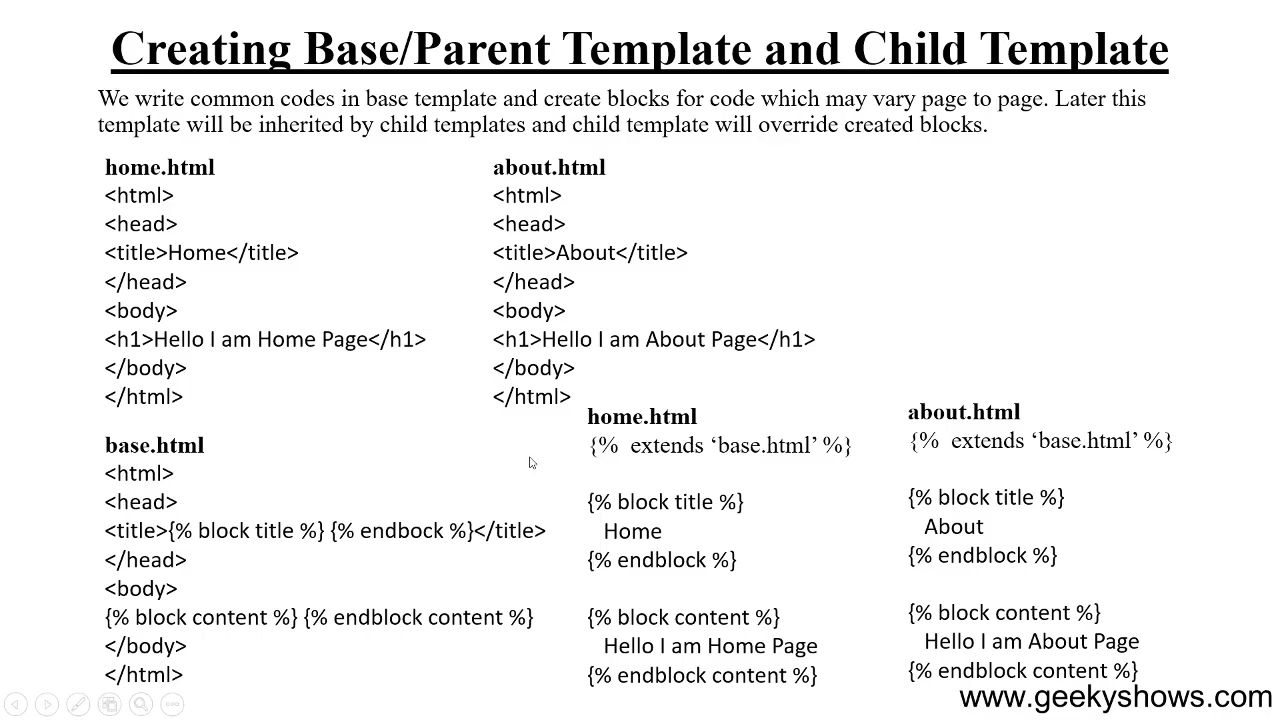 Creating Base/Parent Template and Child Template
We write common codes in base template and create blocks for code which may vary page to page. Later this
template will be inherited by child templates and child template will override created blocks.
home.html
<html>
<head>
<title>Home</title>
</head>
<body>
<h1>Hello I am Home Page</h1>
</body>
</html>
about.html
<html>
<head>
<title>About</title>
</head>
<body>
<h1>Hello I am About Page</h1>
</body>
</html>
base.html
<html>
<head>
<title>{% block title %} {% endbock %}</title>
</head>
<body>
{% block content %} {% endblock content %}
</body>
</html>
home.html
{% extends ‘base.html’ %}
{% block title %}
Home
{% endblock %}
{% block content %}
Hello I am Home Page
{% endblock content %}
about.html
{% extends ‘base.html’ %}
{% block title %}
About
{% endblock %}
{% block content %}
Hello I am About Page
{% endblock content %}
www.geekyshows.com